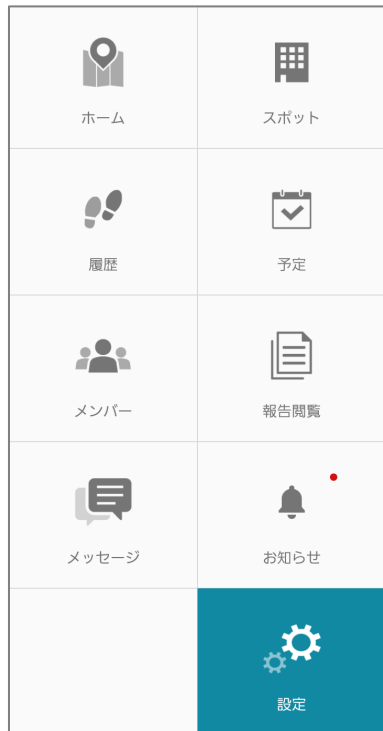 ホーム
スポット
履歴
予定
メンバー
報告閲覧
メッセージ
お知らせ
設定